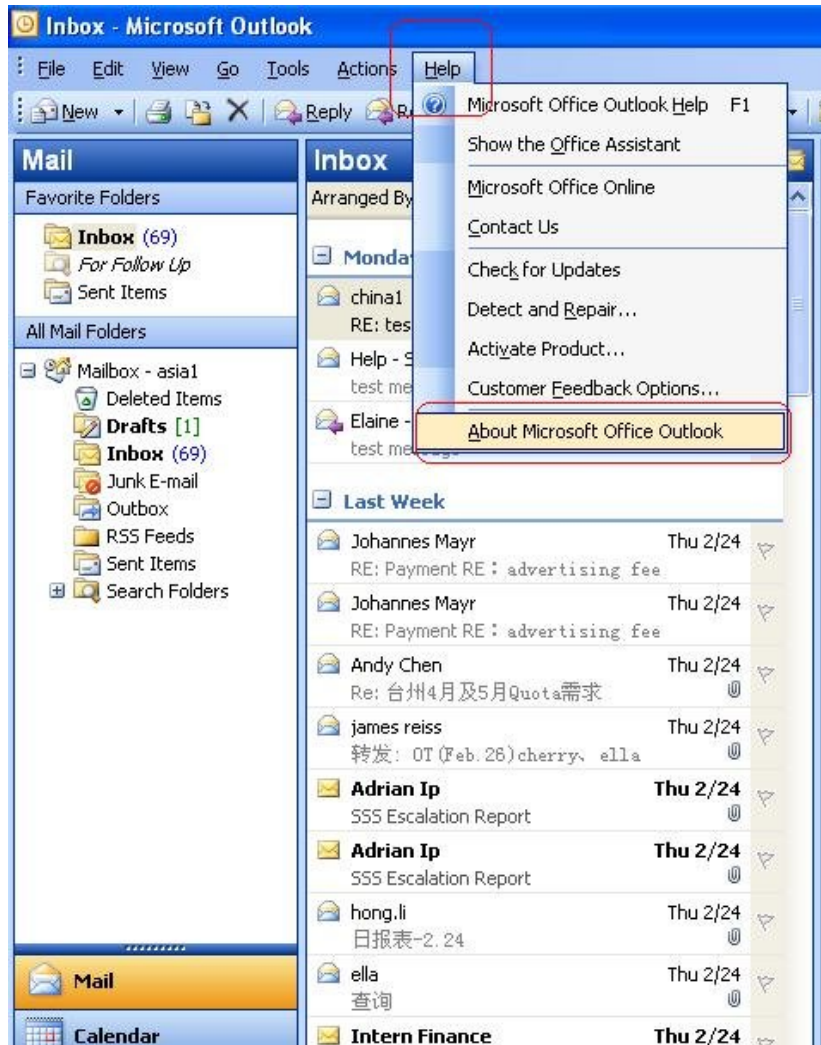 Inbox - Microsoft Outlook
File Edit View Go Tools Actions Help
New Reply
Microsoft Office Outlook Help F1
Show the Office Assistant
Microsoft Office Online
Contact Us
Check for Updates
Detect and Repair...
Activate Product...
Customer Feedback Options...
About Microsoft Office Outlook
Mail
Favorite Folders
Inbox (69)
For Follow Up
Sent Items
All Mail Folders
Mailbox - asia1
Deleted Items
Drafts [1]
Inbox (69)
Junk E-mail
Outbox
RSS Feeds
Sent Items
Search Folders
Mail
Calendar
Inbox
Arranged By
china1
RE:
Help -
test
Elaine -
test
Last Week
Johannes Mayr Thu 2/24
RE: Payment RE：advertising fee
Johannes Mayr Thu 2/24
RE: Payment RE：advertising fee
Andy Chen Thu 2/24
Re: 台州4月及5月Quota需求
james reiss Thu 2/24
转发: OT(Feb.26)cherry、ella
Adrian Ip Thu 2/24
SSS Escalation Report
Adrian Ip Thu 2/24
SSS Escalation Report
hong.li Thu 2/24
日报表-2.24
ella Thu 2/24
查询
Intern Finance Thu 2/24